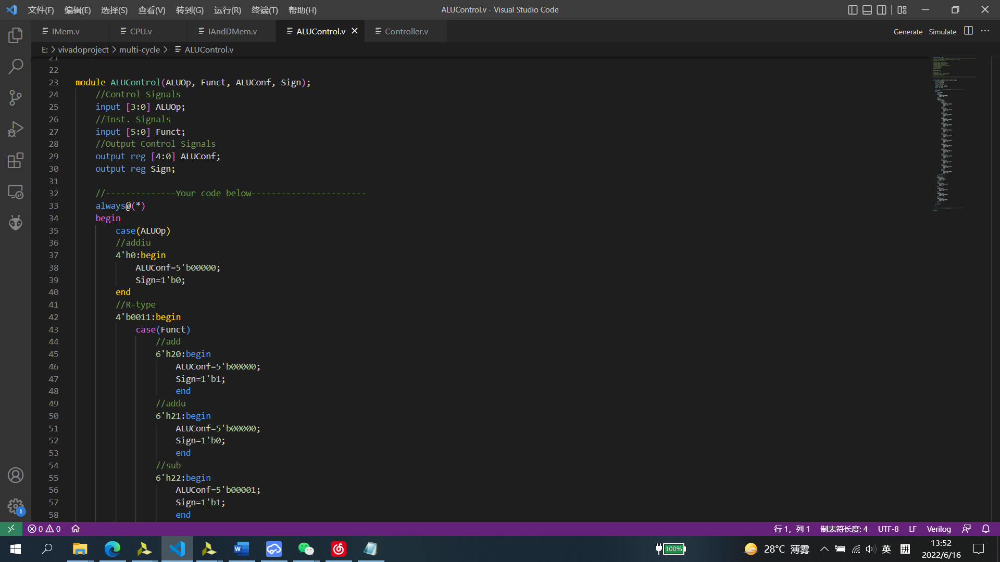 文件(F) 编辑(E) 选择(S) 查看(V) 转到(G) 运行(R) 终端(T) 帮助(H) ALUControl.v - Visual Studio Code
IMem.v CPU.v IAndDMem.v ALUControl.v Controller.v Generate Simulate
E: > vivadoproject > multi-cycle > ALUControl.v
21
22
23 module ALUControl(ALUOp, Funct, ALUConf, Sign);
24 //Control Signals
25 input [3:0] ALUOp;
26 //Inst. Signals
27 input [5:0] Funct;
28 //Output Control Signals
29 output reg [4:0] ALUConf;
30 output reg Sign;
31
32 //--------------Your code below-----------------------
33 always@(*)
34 begin
35 case(ALUOp)
36 //addiu
37 4'h0:begin
38 ALUConf=5'b00000;
39 Sign=1'b0;
40 end
41 //R-type
42 4'b0011:begin
43 case(Funct)
44 //add
45 6'h20:begin
46 ALUConf=5'b00000;
47 Sign=1'b1;
48 end
49 //addu
50 6'h21:begin
51 ALUConf=5'b00000;
52 Sign=1'b0;
53 end
54 //sub
55 6'h22:begin
56 ALUConf=5'b00001;
57 Sign=1'b1;
58 end
1
0 0 行 1，列 1 制表符长度: 4 UTF-8 LF Verilog
100% 28°C 薄雾 英 拼 13:52
2022/6/16